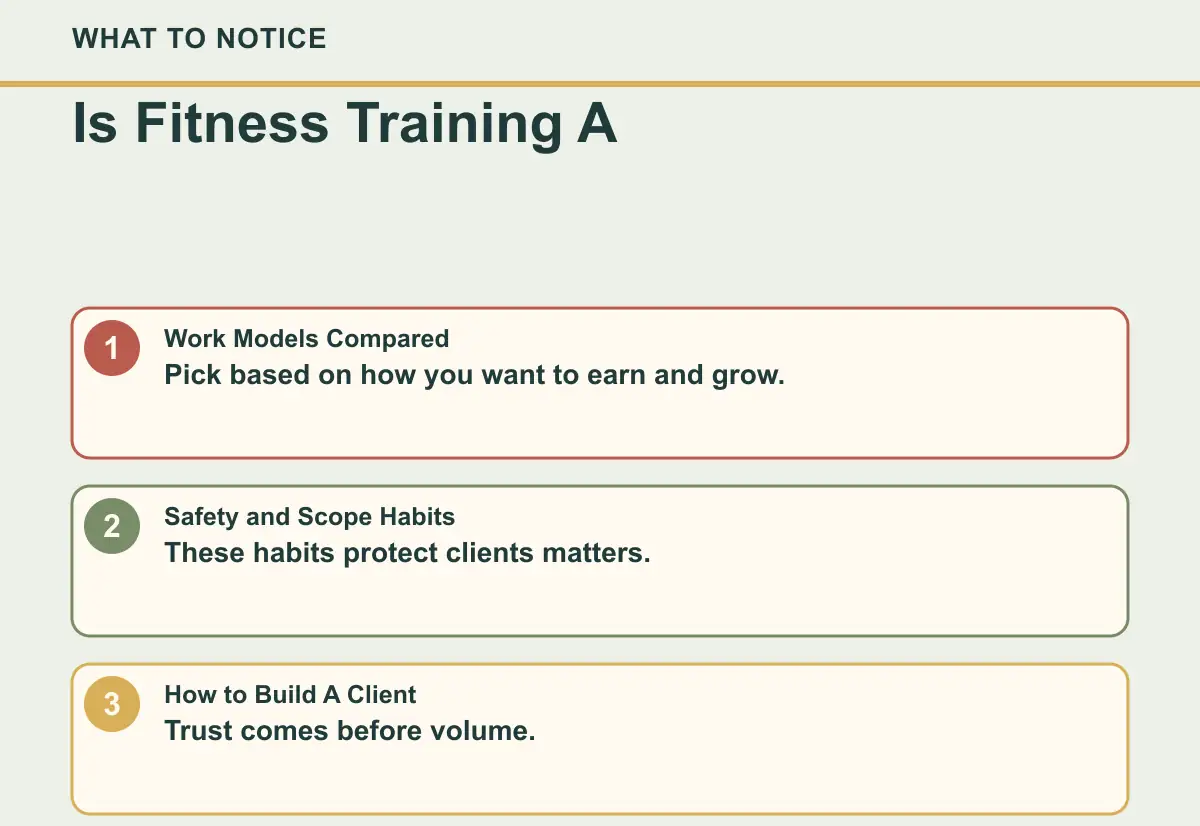 WHAT TO NOTICE
Is Fitness Training A
1
Work Models Compared
Pick based on how you want to earn and grow.
2
Safety and Scope Habits
These habits protect clients matters.
3
How to Build A Client
Trust comes before volume.